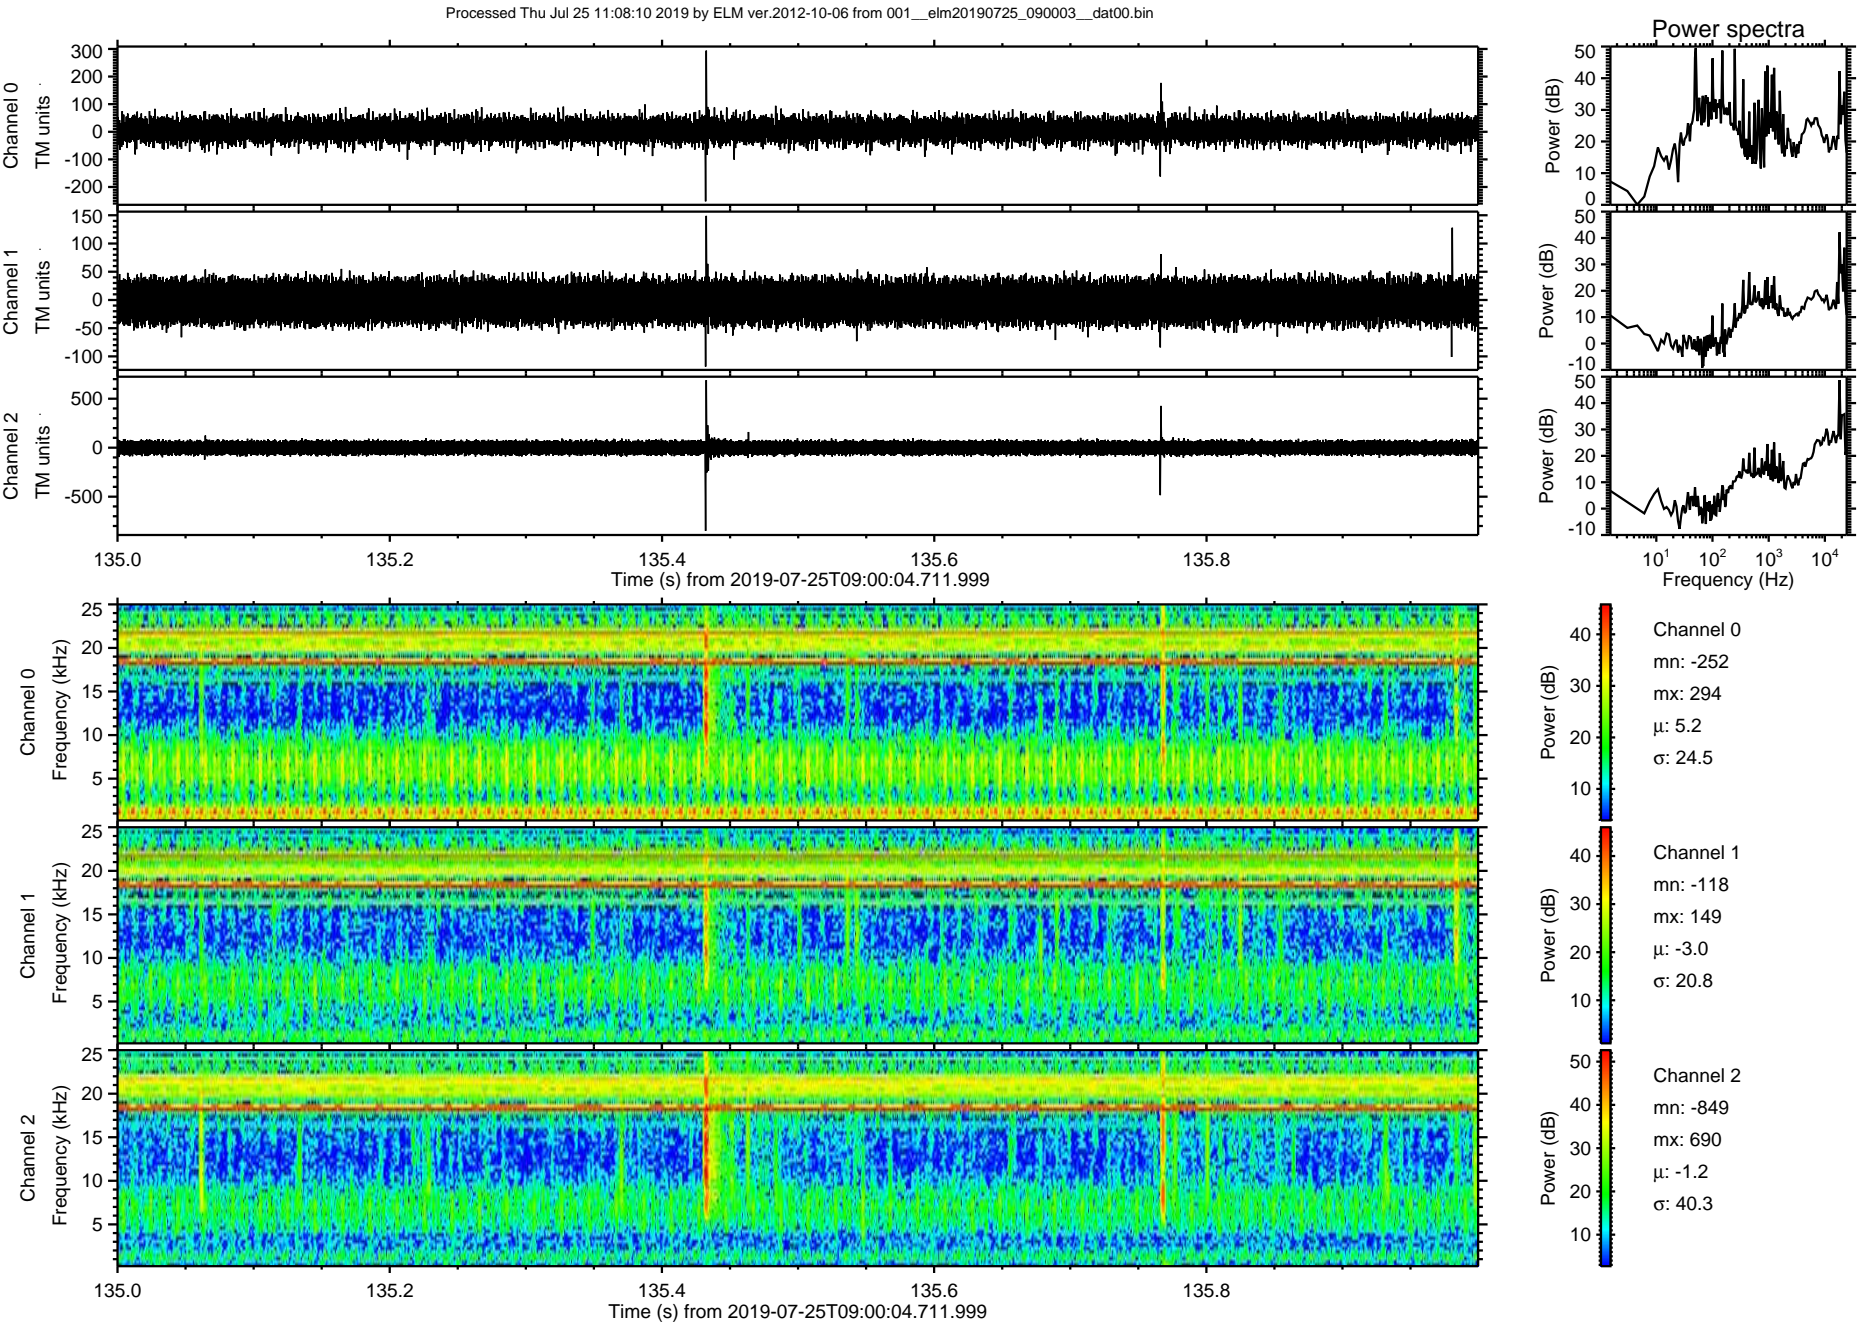 Processed Thu Jul 25 11:08:10 2019 by ELM ver.2012-10-06 from 001__elm20190725_090003__dat00.bin
Power spectra
Channel 0
TM units
300
200
100
0
-100
-200
Power (dB)
50
40
30
20
10
0
Channel 1
TM units
150
100
50
0
-50
-100
Power (dB)
50
40
30
20
10
0
-10
Channel 2
TM units
500
0
-500
Power (dB)
50
40
30
20
10
0
-10
135.0 135.2 135.4 135.6 135.8
Time (s) from 2019-07-25T09:00:04.711.999
10¹ 10² 10³ 10⁴
Frequency (Hz)
Channel 0
Frequency (kHz)
25
20
15
10
5
Power (dB)
40
30
20
10
Channel 0
mn: -252
mx: 294
μ: 5.2
σ: 24.5
Channel 1
Frequency (kHz)
25
20
15
10
5
Power (dB)
40
30
20
10
Channel 1
mn: -118
mx: 149
μ: -3.0
σ: 20.8
Channel 2
Frequency (kHz)
25
20
15
10
5
Power (dB)
50
40
30
20
10
Channel 2
mn: -849
mx: 690
μ: -1.2
σ: 40.3
135.0 135.2 135.4 135.6 135.8
Time (s) from 2019-07-25T09:00:04.711.999